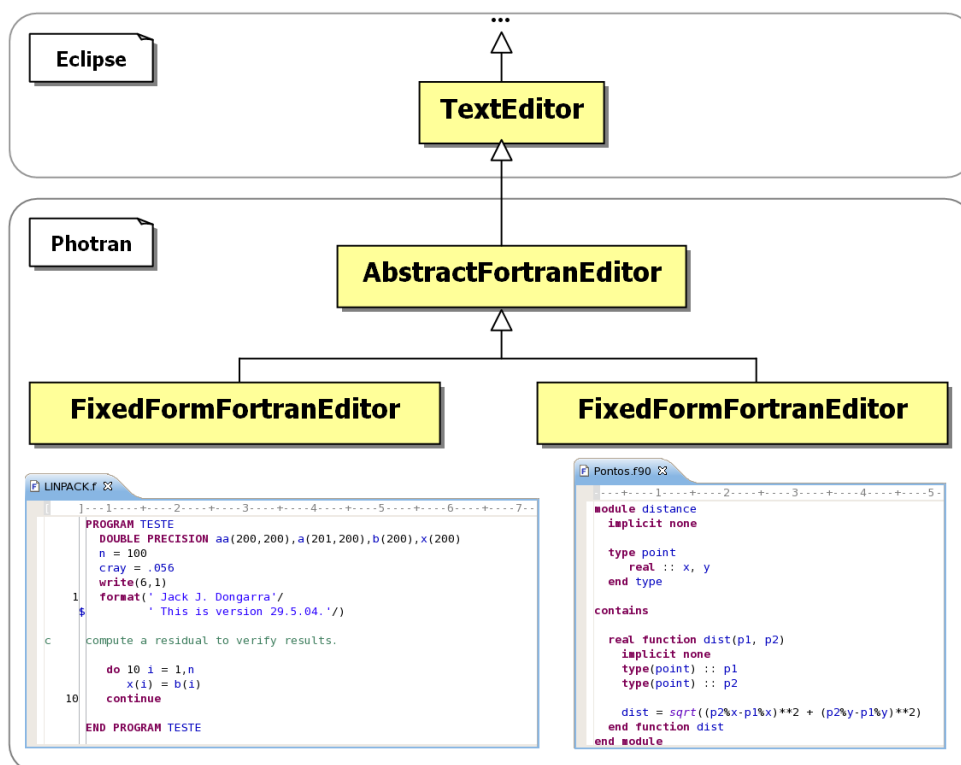 ...
Eclipse
TextEditor
Photran
AbstractFortranEditor
FixedFormFortranEditor
FixedFormFortranEditor
LINPACK.f
[    ]---1----+----2----+----3----+----4----+----5----+----6----+----7--
PROGRAM TESTE
DOUBLE PRECISION aa(200,200),a(201,200),b(200),x(200)
n = 100
cray = .056
write(6,1)
1 format(' Jack J. Dongarra'/
$ ' This is version 29.5.04.'/)
c compute a residual to verify results.
do 10 i = 1,n
x(i) = b(i)
10 continue
END PROGRAM TESTE
Pontos.f90
----+----1----+----2----+----3----+----4----+----5-
module distance
implicit none
type point
real :: x, y
end type
contains
real function dist(p1, p2)
implicit none
type(point) :: p1
type(point) :: p2
dist = sqrt((p2%x-p1%x)**2 + (p2%y-p1%y)**2)
end function dist
end module